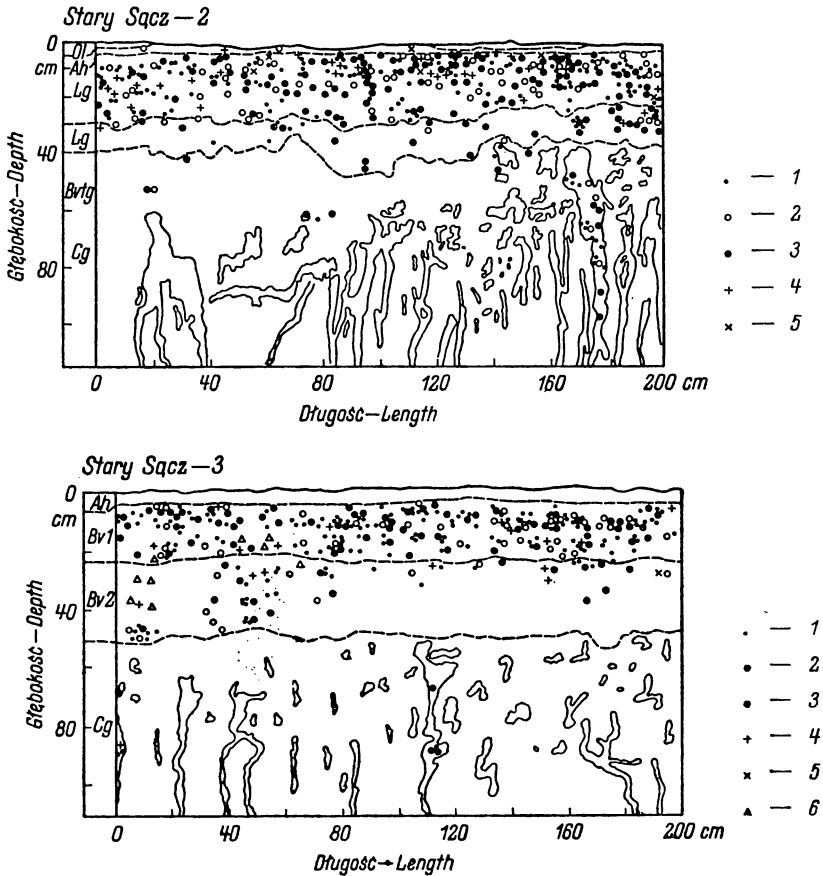 Stary Sącz—2
0
cm
40
80
Głębokość—Depth
Ol
Ah
Lg
Lg
Bvtg
Cg
0 40 80 120 160 200 cm
Długość—Length
• — 1
○ — 2
● — 3
+ — 4
× — 5
Stary Sącz—3
0
cm
40
80
Głębokość—Depth
Ah
Bv1
Bv2
Cg
0 40 80 120 160 200 cm
Długość—Length
• — 1
● — 2
● — 3
+ — 4
× — 5
▲ — 6